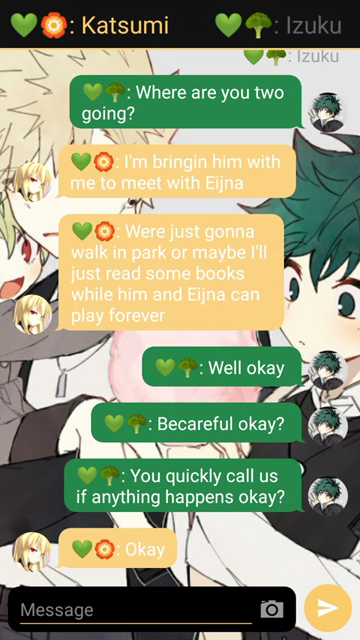 💚🏵️: Katsumi 💚🥦: Izuku
💚🥦: Izuku
💚🥦: Where are you two
going?
💚🏵️: I'm bringin him with
me to meet with Eijna
💚🏵️: Were just gonna
walk in park or maybe I'll
just read some books
while him and Eijna can
play forever
💚🥦: Well okay
💚🥦: Becareful okay?
💚🥦: You quickly call us
if anything happens okay?
💚🏵️: Okay
Message